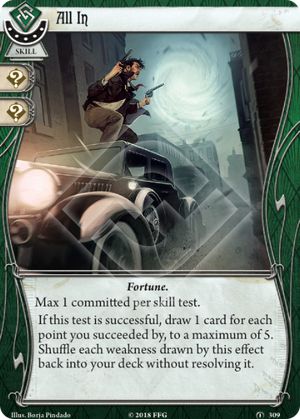 All In
SKILL
?
?
Fortune.
Max 1 committed per skill test.
If this test is successful, draw 1 card for each
point you succeeded by, to a maximum of 5.
Shuffle each weakness drawn by this effect
back into your deck without resolving it.
Illus. Borja Pindado
© 2018 FFG
309